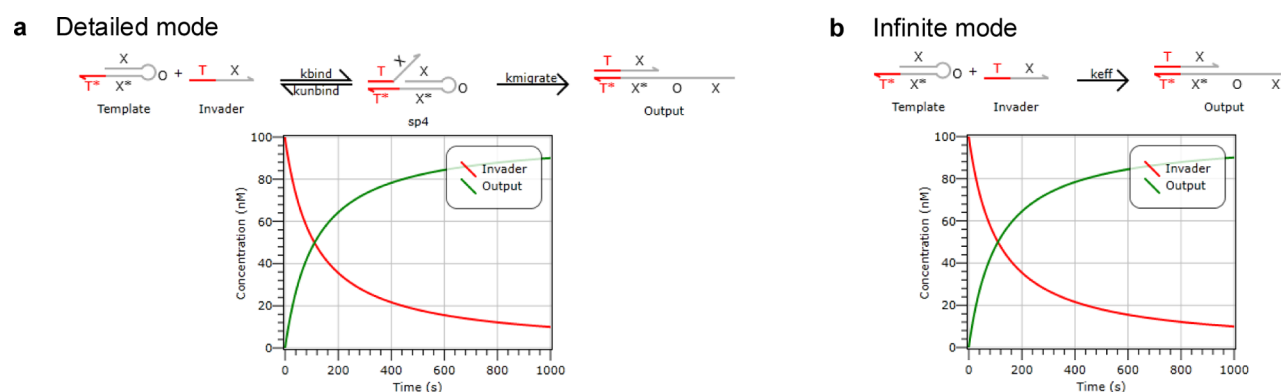 a Detailed mode
X
O
+
T X
T*
X*
Template
Invader
kbind
kunbind
T
X
X
T*
X*
O
sp4
kmigrate
T X
T* X* O X
Output
Concentration (nM)
100
80
60
40
20
0
Invader
Output
0 200 400 600 800 1000
Time (s)
b Infinite mode
X
O
+
T X
T*
X*
Template
Invader
keff
T X
T* X* O X
Output
Concentration (nM)
100
80
60
40
20
0
Invader
Output
0 200 400 600 800 1000
Time (s)